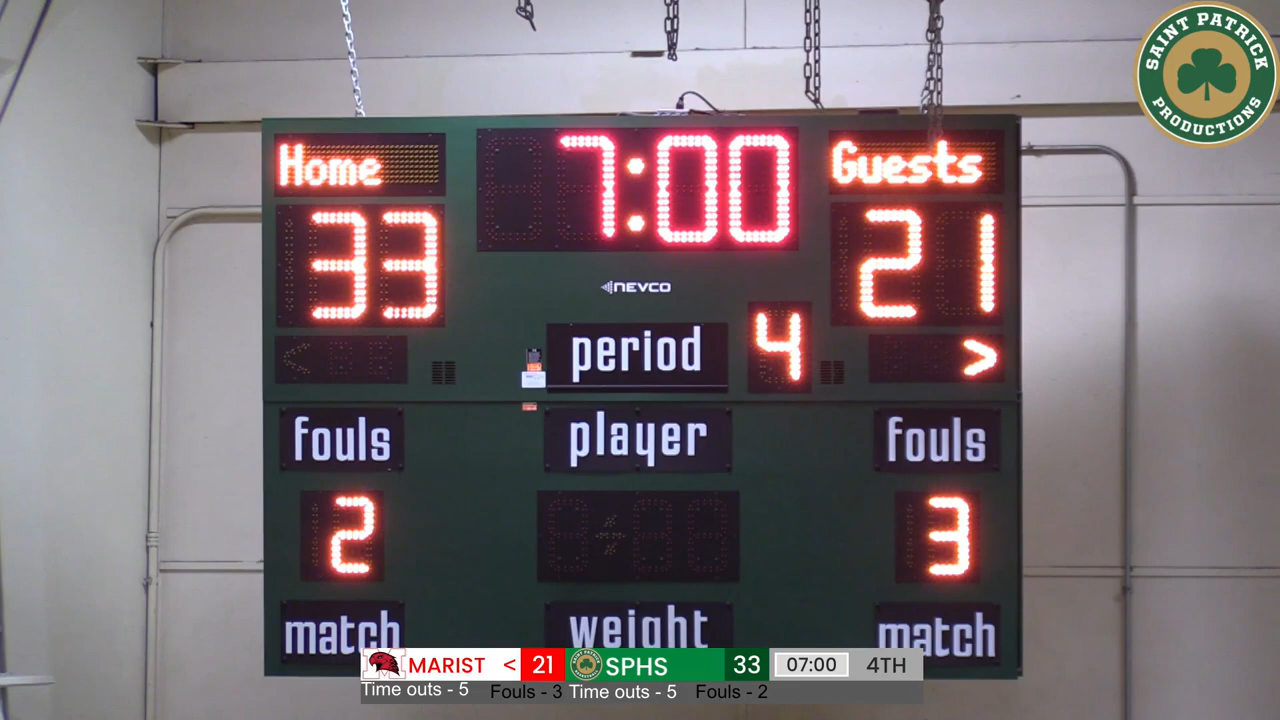 SAINT PATRICK
PRODUCTIONS
Home
7:00
Guests
33
21
NEVCO
period
4
>
fouls
player
fouls
2
3
match
weight
match
MARIST < 21 SPHS 33 07:00 4TH
Time outs - 5 Fouls - 3 Time outs - 5 Fouls - 2